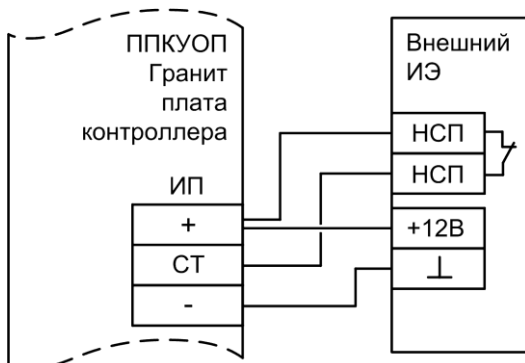 ППКУОП
Гранит
плата
контроллера
ИП
+
СТ
-
Внешний
ИЭ
НСП
НСП
+12В